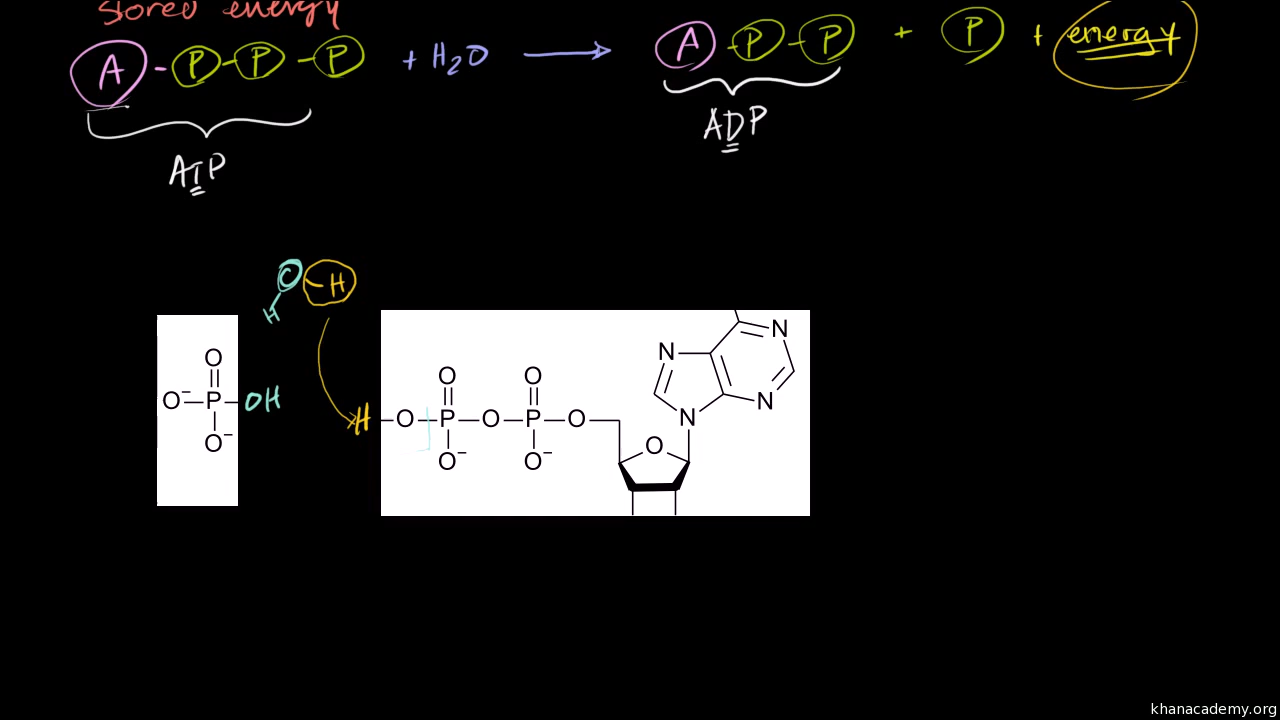 stored energy
A - P - P - P + H₂O → A - P - P + P + energy
ATP
ADP
O - H
H
O
O⁻ P OH
O⁻
H O P O P O
O O
O⁻ O⁻
N N
N N
O
khanacademy.org